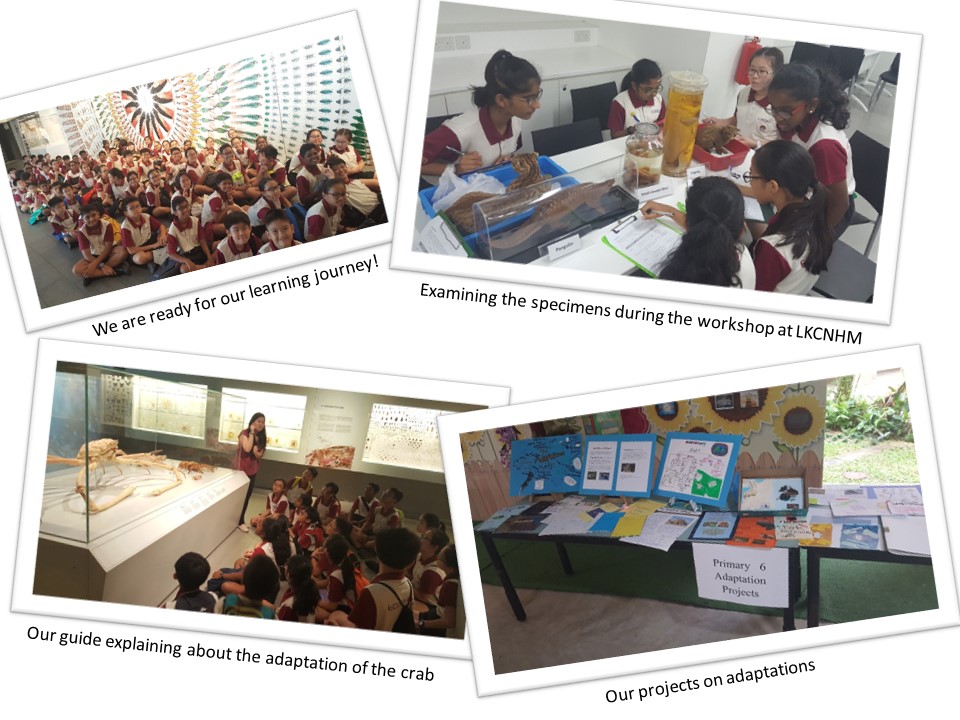 We are ready for our learning journey!
Pangolin
Examining the specimens during the workshop at LKCNHM
Our guide explaining about the adaptation of the crab
Primary 6
Adaptation
Projects
Our projects on adaptations